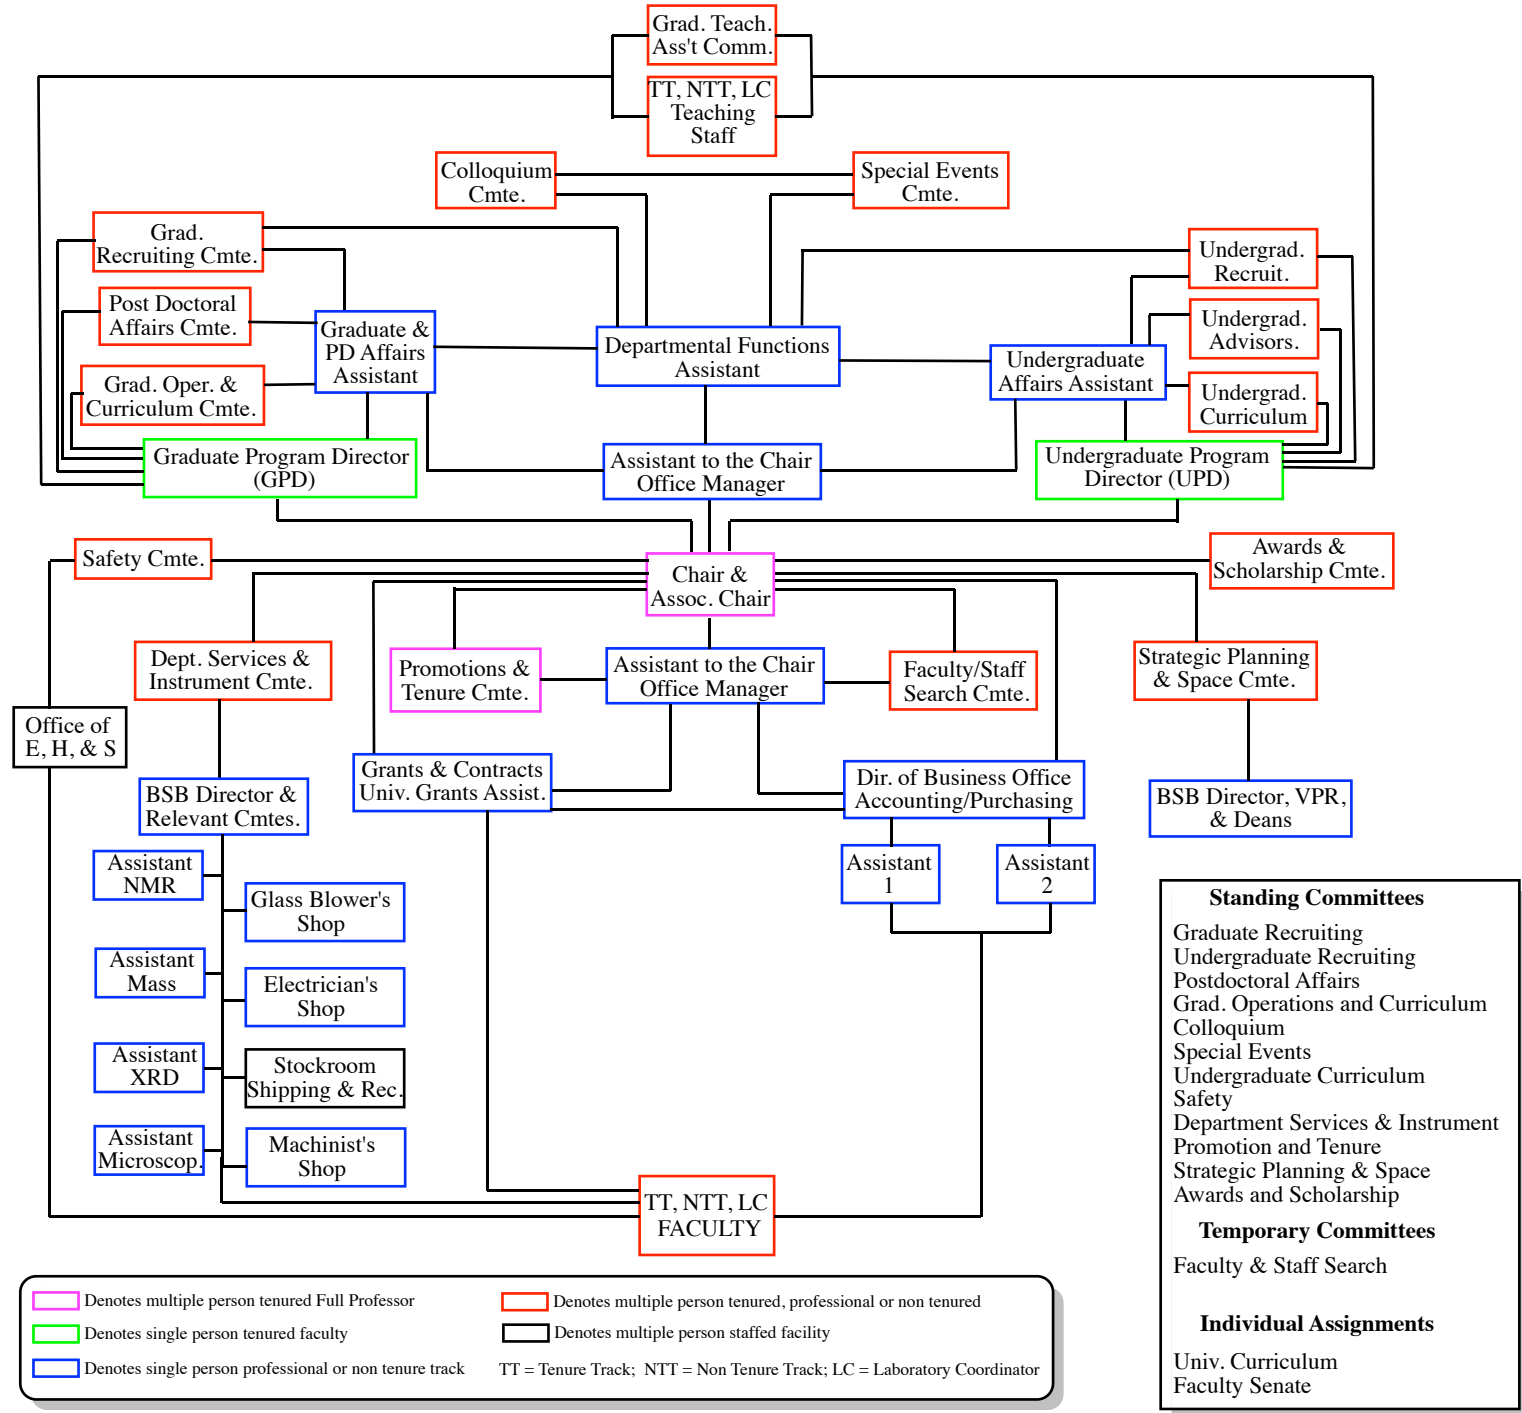 Grad. Teach.
Ass't Comm.
TT, NTT, LC
Teaching
Staff
Colloquium
Cmte.
Special Events
Cmte.
Grad.
Recruiting Cmte.
Undergrad.
Recruit.
Post Doctoral
Affairs Cmte.
Graduate &
PD Affairs
Assistant
Departmental Functions
Assistant
Undergraduate
Affairs Assistant
Undergrad.
Advisors.
Grad. Oper. &
Curriculum Cmte.
Undergrad.
Curriculum
Graduate Program Director
(GPD)
Assistant to the Chair
Office Manager
Undergraduate Program
Director (UPD)
Safety Cmte.
Chair &
Assoc. Chair
Awards &
Scholarship Cmte.
Dept. Services &
Instrument Cmte.
Promotions &
Tenure Cmte.
Assistant to the Chair
Office Manager
Faculty/Staff
Search Cmte.
Strategic Planning
& Space Cmte.
Office of
E, H, & S
BSB Director &
Relevant Cmtes.
Grants & Contracts
Univ. Grants Assist.
Dir. of Business Office
Accounting/Purchasing
BSB Director, VPR,
& Deans
Assistant
NMR
Glass Blower's
Shop
Assistant
1
Assistant
2
Assistant
Mass
Electrician's
Shop
Assistant
XRD
Stockroom
Shipping & Rec.
Assistant
Microscop.
Machinist's
Shop
TT, NTT, LC
FACULTY
Standing Committees
Graduate Recruiting
Undergraduate Recruiting
Postdoctoral Affairs
Grad. Operations and Curriculum
Colloquium
Special Events
Undergraduate Curriculum
Safety
Department Services & Instrument
Promotion and Tenure
Strategic Planning & Space
Awards and Scholarship
Temporary Committees
Faculty & Staff Search
Individual Assignments
Univ. Curriculum
Faculty Senate
Denotes multiple person tenured Full Professor
Denotes single person tenured faculty
Denotes single person professional or non tenure track
Denotes multiple person tenured, professional or non tenured
Denotes multiple person staffed facility
TT = Tenure Track;  NTT = Non Tenure Track; LC = Laboratory Coordinator